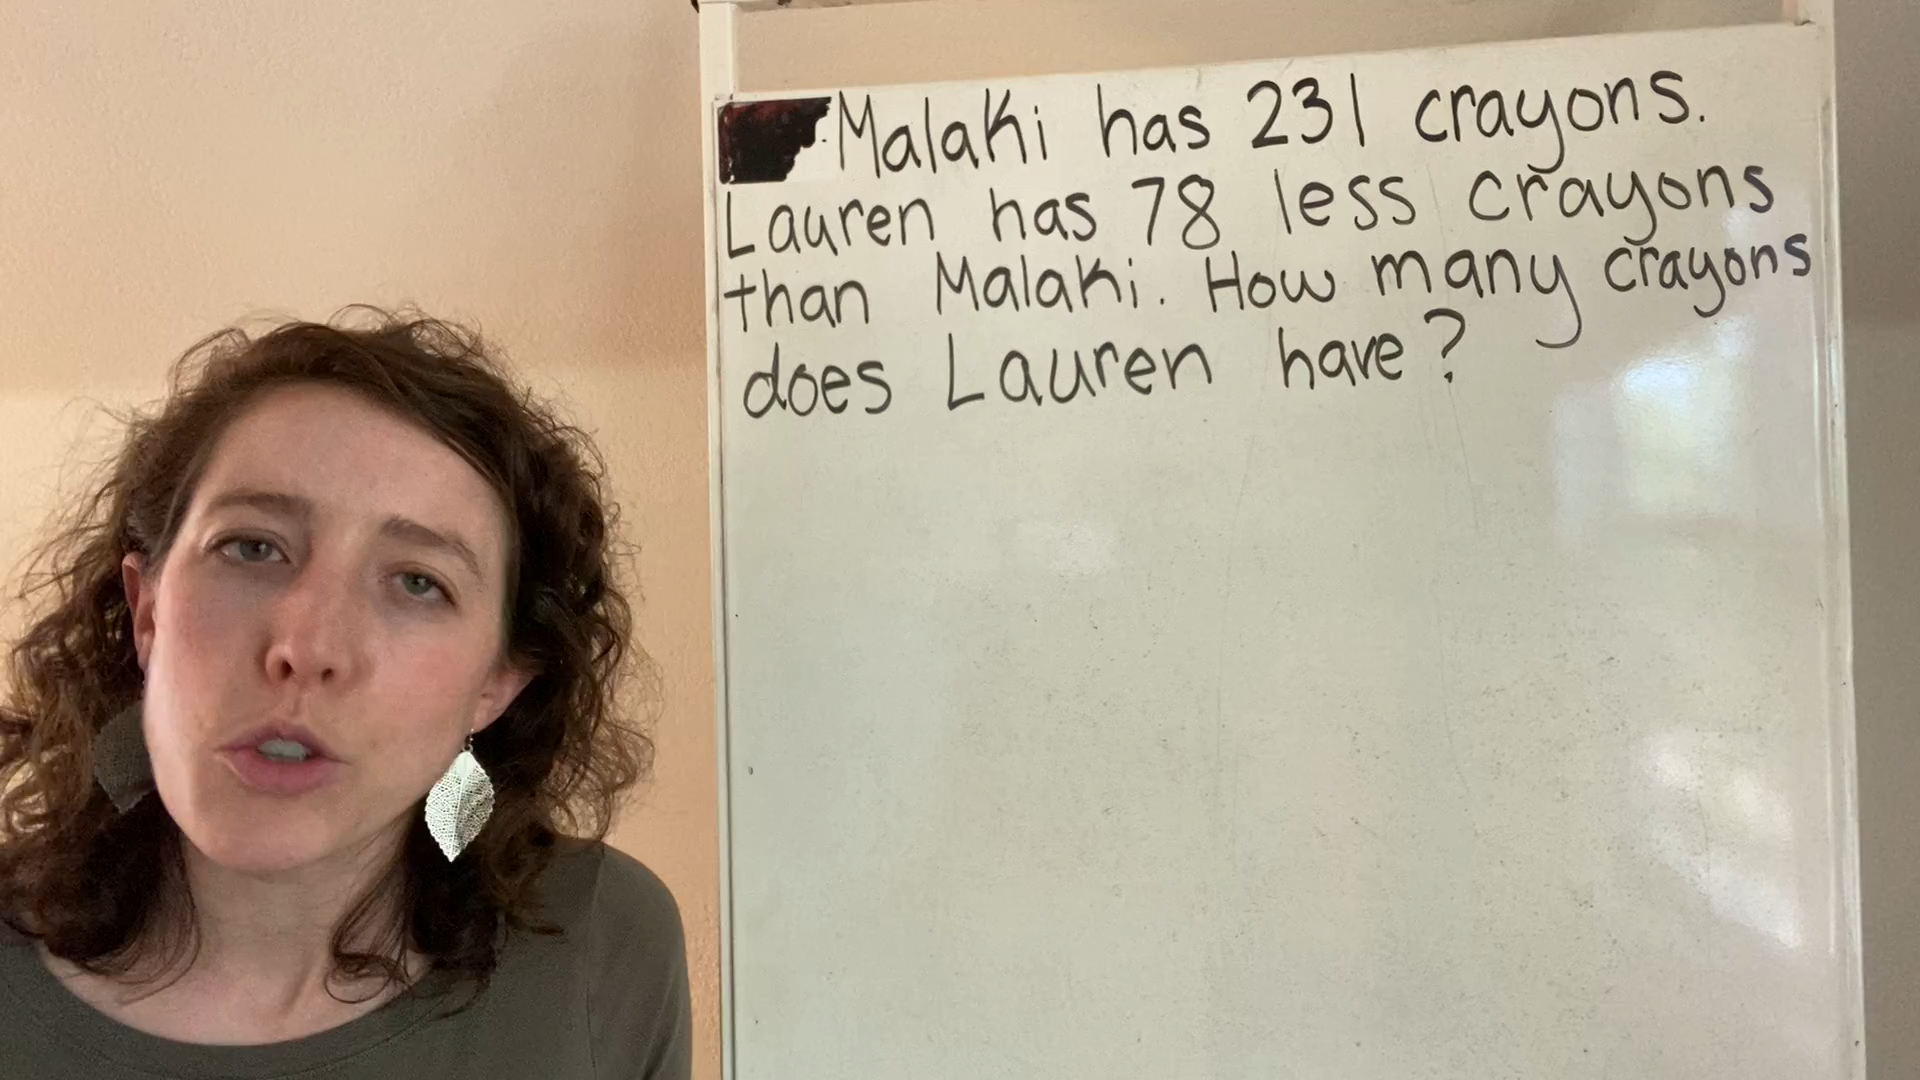 Malaki has 231 crayons.
Lauren has 78 less crayons
than Malaki. How many crayons
does Lauren have?